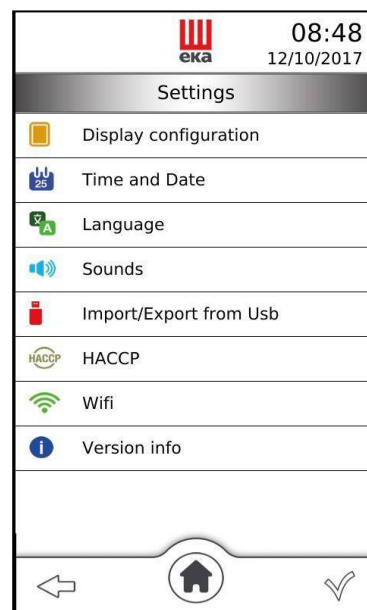 eka
08:48
12/10/2017
Settings
Display configuration
25
Time and Date
A
Language
Sounds
Import/Export from Usb
HACCP
HACCP
Wifi
i
Version info